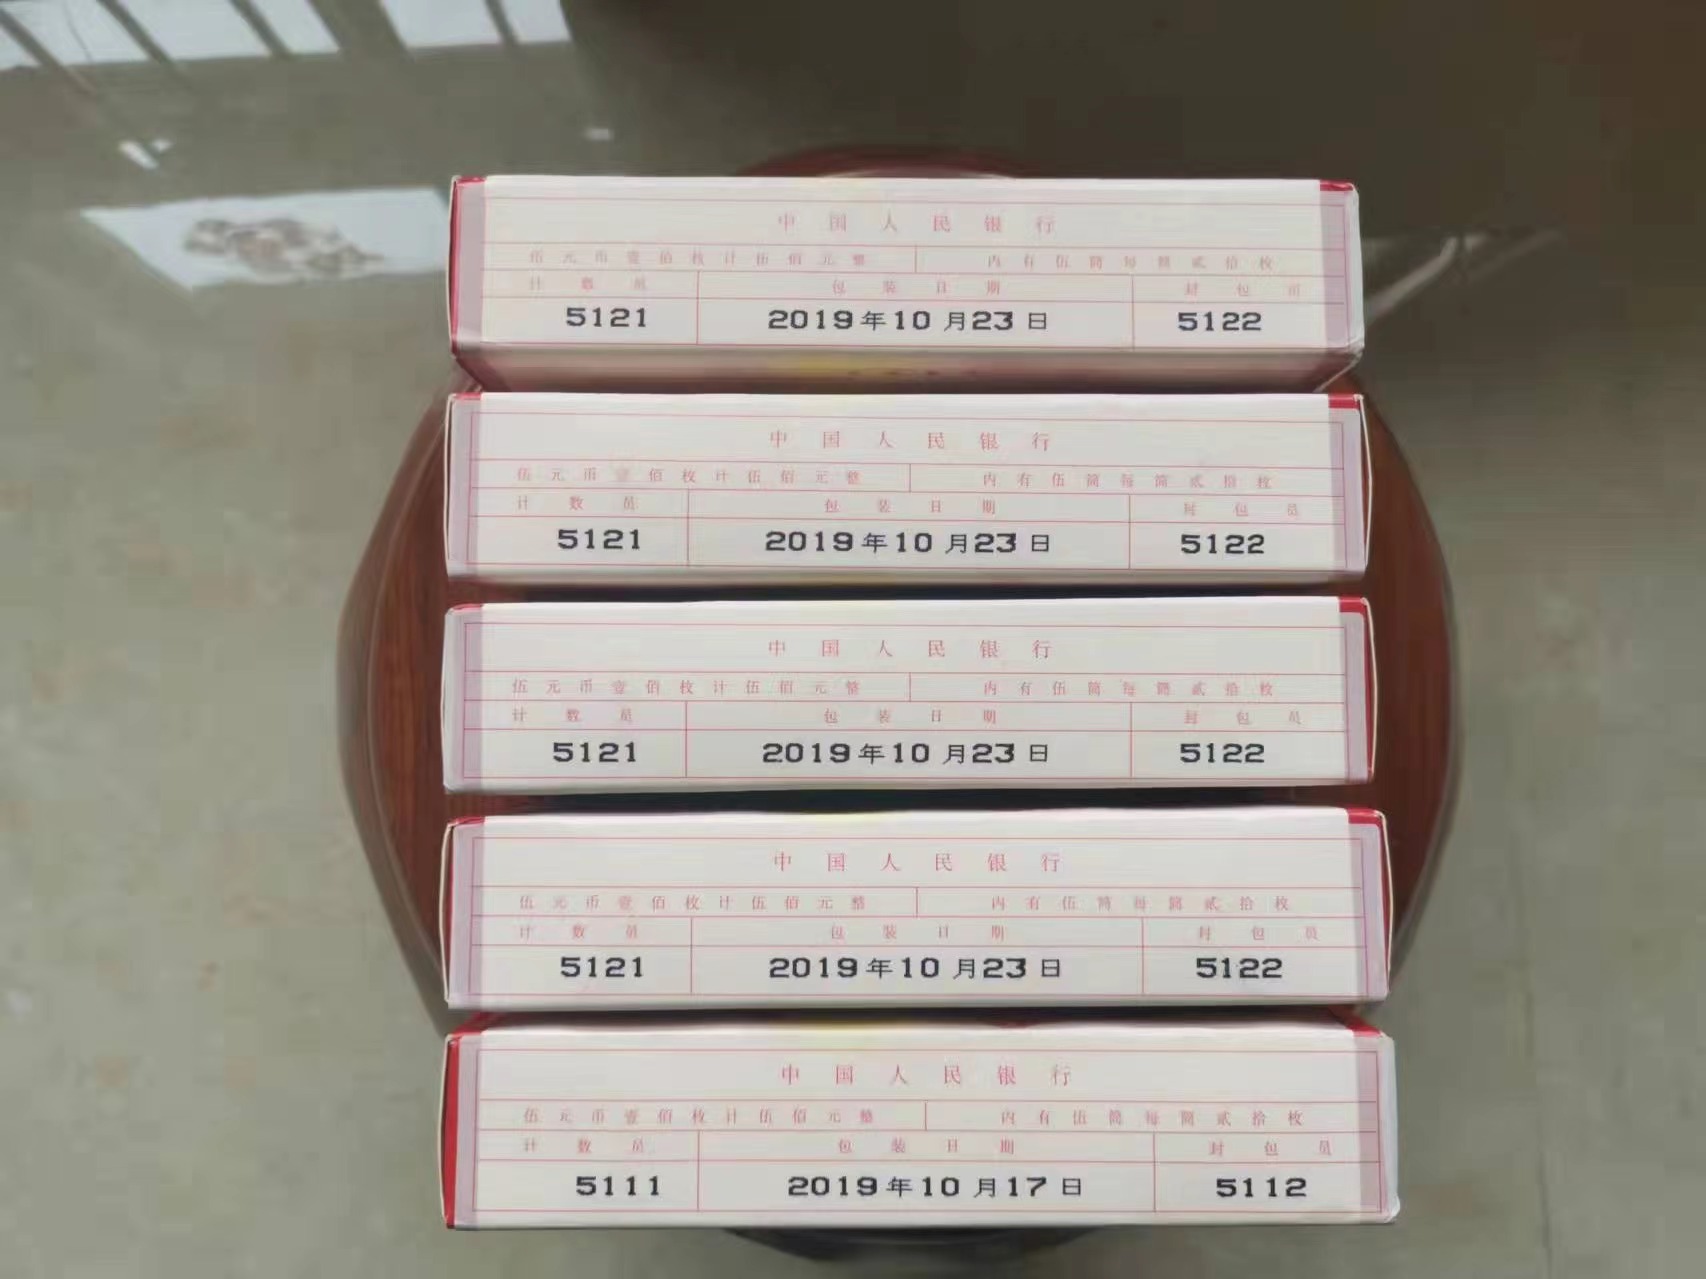 中国人民银行
伍元币壹佰枚计伍佰元整 内有伍筒每筒贰拾枚
计数员 包装日期 封包员
5121 2019年10月23日 5122
中国人民银行
伍元币壹佰枚计伍佰元整 内有伍筒每筒贰拾枚
计数员 包装日期 封包员
5121 2019年10月23日 5122
中国人民银行
伍元币壹佰枚计伍佰元整 内有伍筒每筒贰拾枚
计数员 包装日期 封包员
5121 2019年10月23日 5122
中国人民银行
伍元币壹佰枚计伍佰元整 内有伍筒每筒贰拾枚
计数员 包装日期 封包员
5121 2019年10月23日 5122
中国人民银行
伍元币壹佰枚计伍佰元整 内有伍筒每筒贰拾枚
计数员 包装日期 封包员
5111 2019年10月17日 5112